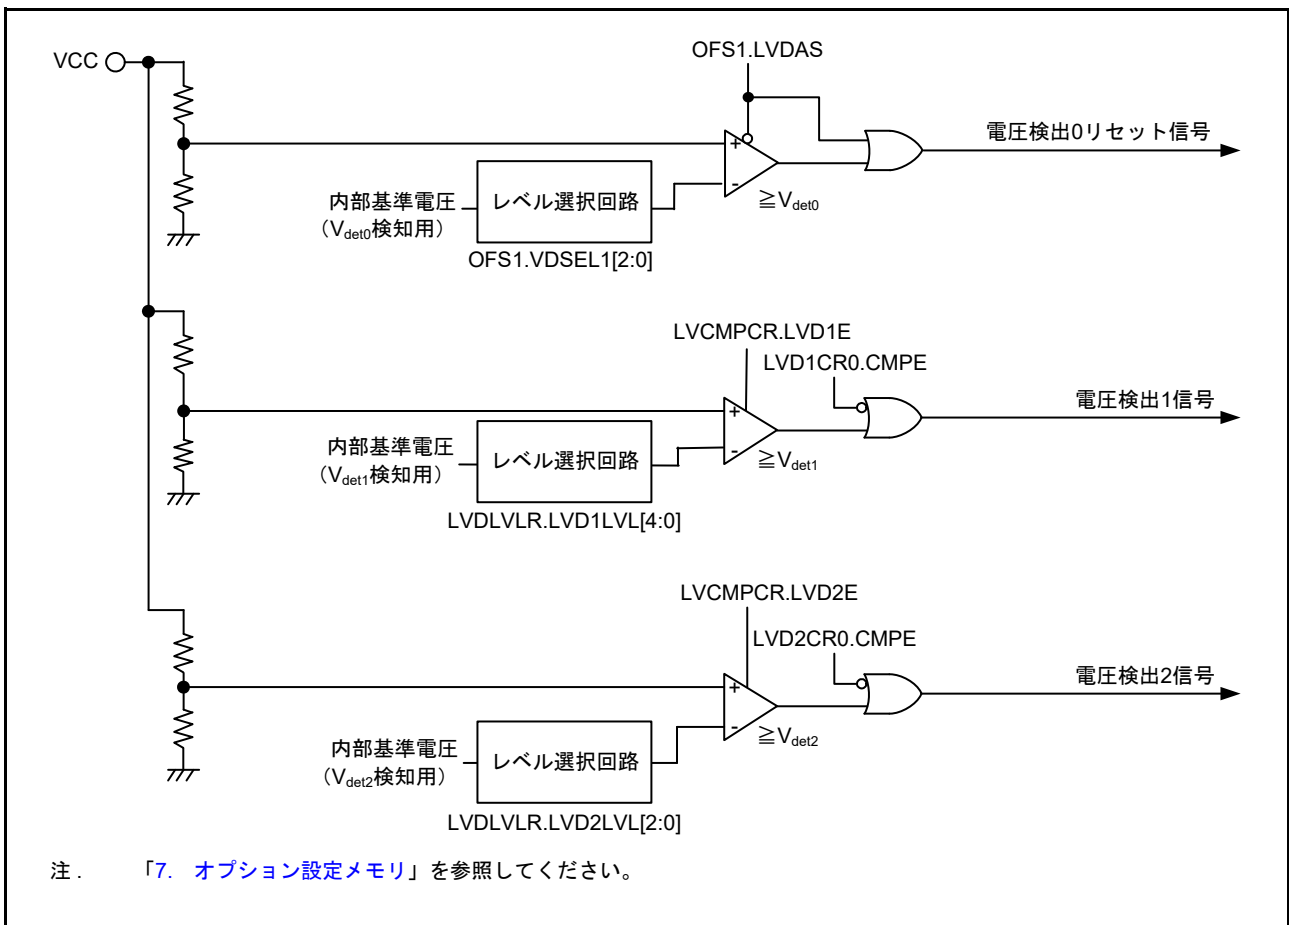 VCC
OFS1.LVDAS
+
-
≧Vdet0
電圧検出0リセット信号
内部基準電圧
（Vdet0検知用）
レベル選択回路
OFS1.VDSEL1[2:0]
LVCMPCR.LVD1E
LVD1CR0.CMPE
+
-
≧Vdet1
電圧検出1信号
内部基準電圧
（Vdet1検知用）
レベル選択回路
LVDLVLR.LVD1LVL[4:0]
LVCMPCR.LVD2E
LVD2CR0.CMPE
+
-
≧Vdet2
電圧検出2信号
内部基準電圧
（Vdet2検知用）
レベル選択回路
LVDLVLR.LVD2LVL[2:0]
注． 「7. オプション設定メモリ」を参照してください。